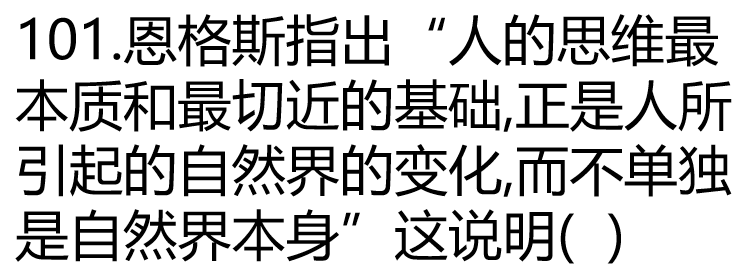 101.恩格斯指出“人的思维最
本质和最切近的基础,正是人所
引起的自然界的变化,而不单独
是自然界本身”这说明( )